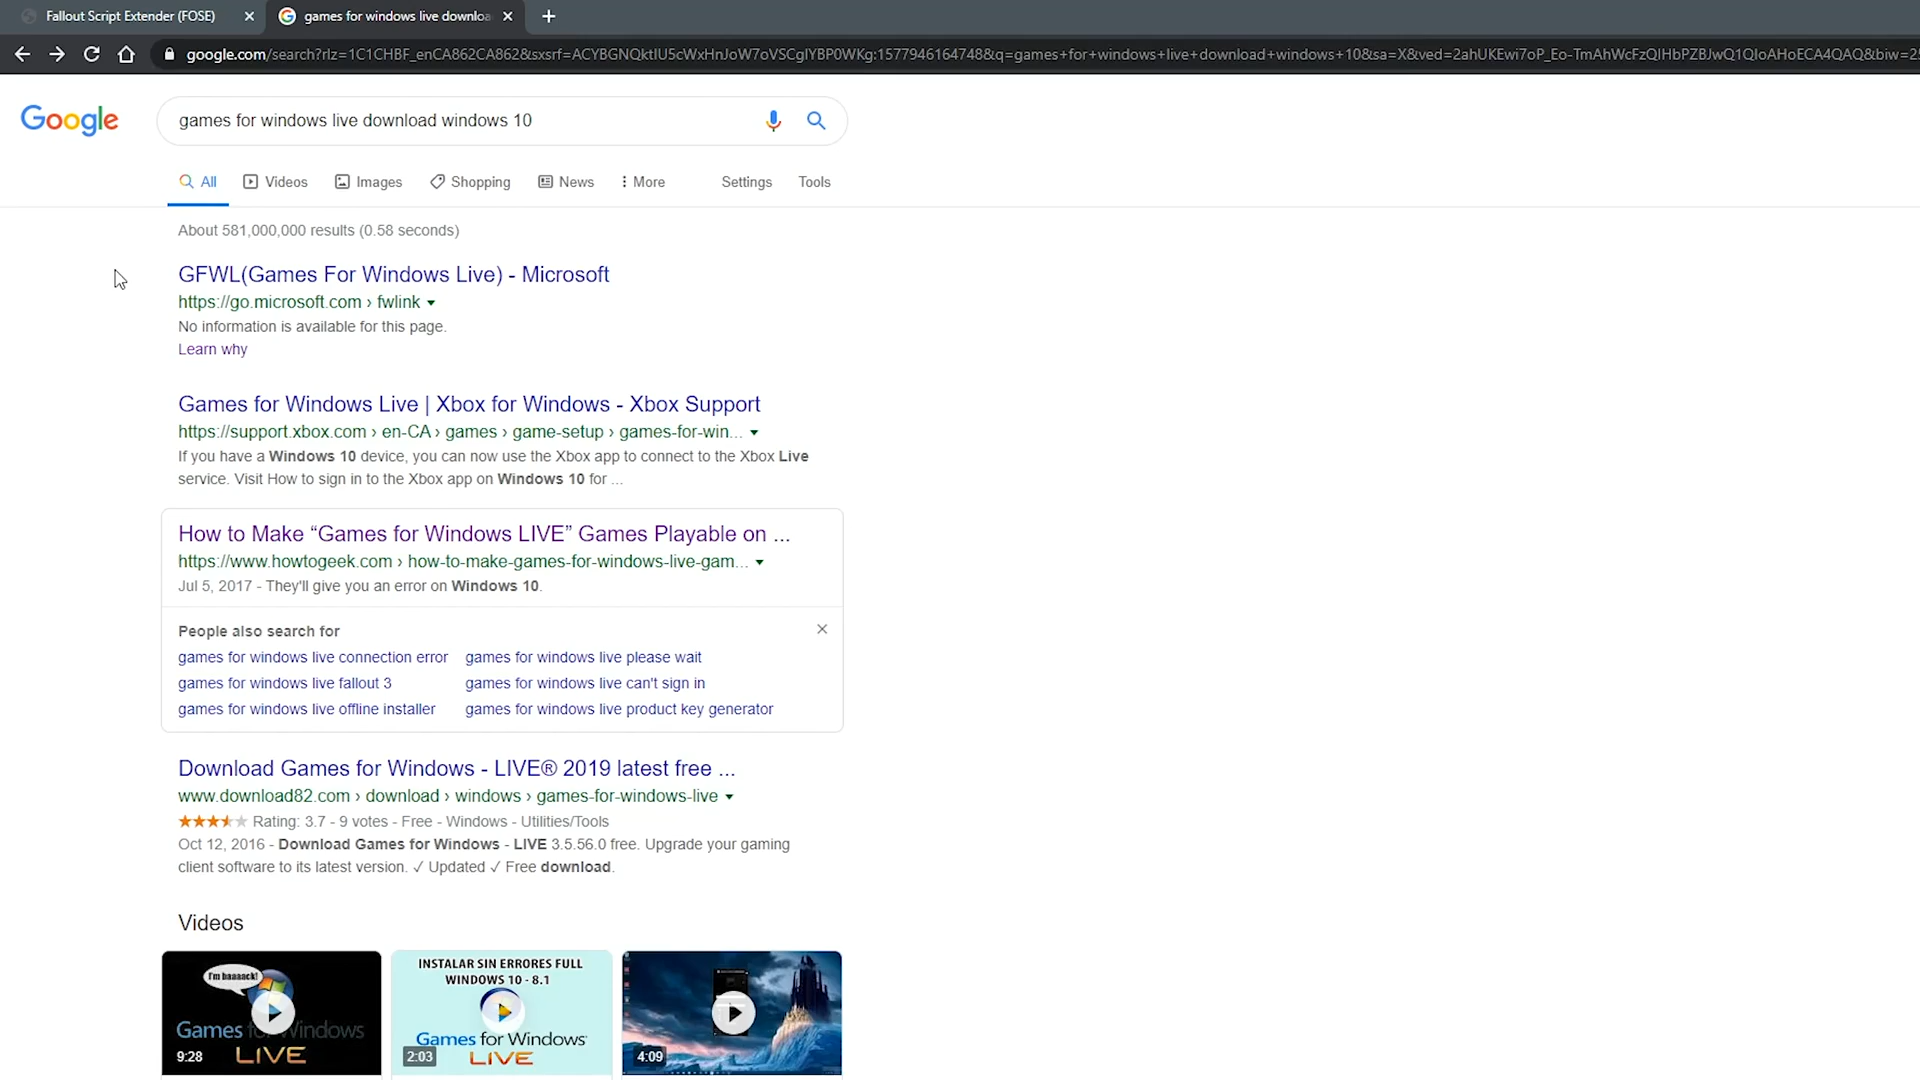 Fallout Script Extender (FOSE)
games for windows live downloa
google.com/search?rlz=1C1CHBF_enCA862CA862&sxsrf=ACYBGNQktIU5cWxHnJoW7oVSCglYBP0WKg:1577946164748&q=games+for+windows+live+download+windows+10&sa=X&ved=2ahUKEwi7oP_Eo-TmAhWcFzQIHbPZBJwQ1QIoAHoECA4QAQ&biw=25
Google
games for windows live download windows 10
All Videos Images Shopping News More Settings Tools
About 581,000,000 results (0.58 seconds)
GFWL(Games For Windows Live) - Microsoft
https://go.microsoft.com › fwlink
No information is available for this page.
Learn why
Games for Windows Live | Xbox for Windows - Xbox Support
https://support.xbox.com › en-CA › games › game-setup › games-for-win...
If you have a Windows 10 device, you can now use the Xbox app to connect to the Xbox Live
service. Visit How to sign in to the Xbox app on Windows 10 for ...
How to Make “Games for Windows LIVE” Games Playable on ...
https://www.howtogeek.com › how-to-make-games-for-windows-live-gam...
Jul 5, 2017 - They'll give you an error on Windows 10.
People also search for
games for windows live connection error games for windows live please wait
games for windows live fallout 3 games for windows live can't sign in
games for windows live offline installer games for windows live product key generator
Download Games for Windows - LIVE® 2019 latest free ...
www.download82.com › download › windows › games-for-windows-live
Rating: 3.7 - 9 votes - Free - Windows - Utilities/Tools
Oct 12, 2016 - Download Games for Windows - LIVE 3.5.56.0 free. Upgrade your gaming
client software to its latest version. ✓ Updated ✓ Free download.
Videos
I'm baaack!
Games for Windows
LIVE
9:28
INSTALAR SIN ERRORES FULL
WINDOWS 10 - 8.1
Games for Windows
LIVE
2:03
4:09